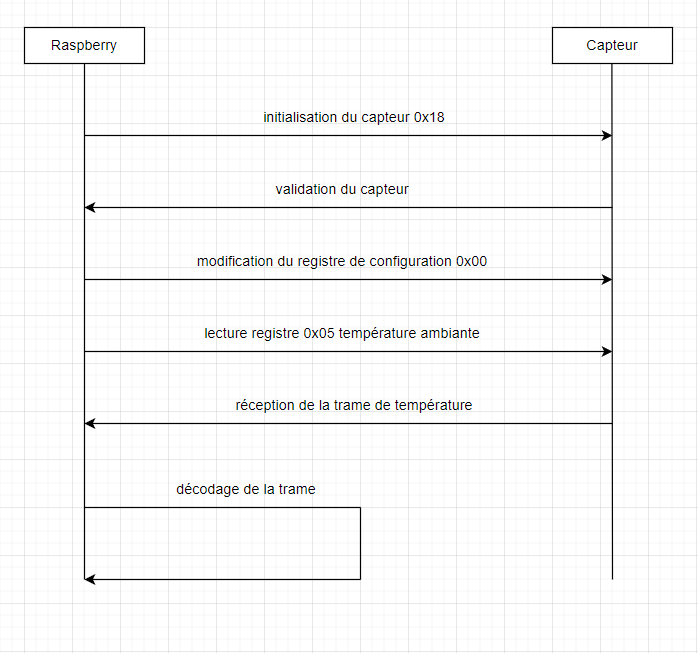 Raspberry
Capteur
initialisation du capteur 0x18
validation du capteur
modification du registre de configuration 0x00
lecture registre 0x05 température ambiante
réception de la trame de température
décodage de la trame